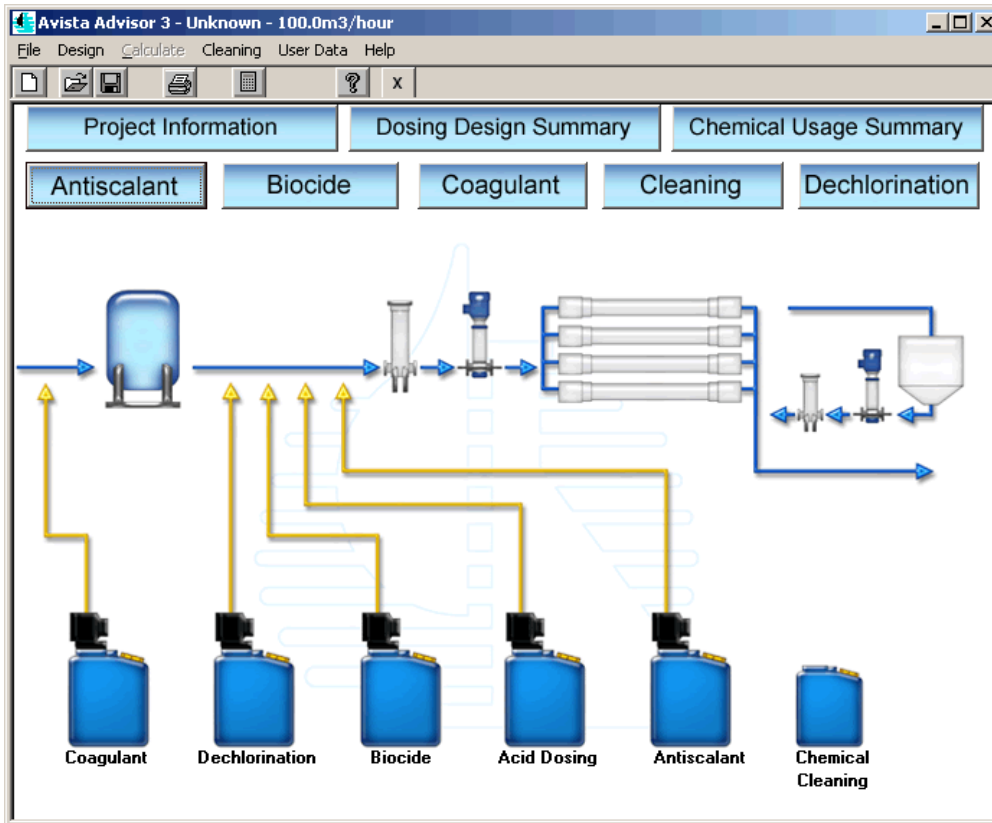 Avista Advisor 3 - Unknown - 100.0m3/hour
File Design Calculate Cleaning User Data Help
? X
Project Information Dosing Design Summary Chemical Usage Summary
Antiscalant Biocide Coagulant Cleaning Dechlorination
Coagulant Dechlorination Biocide Acid Dosing Antiscalant Chemical
Cleaning